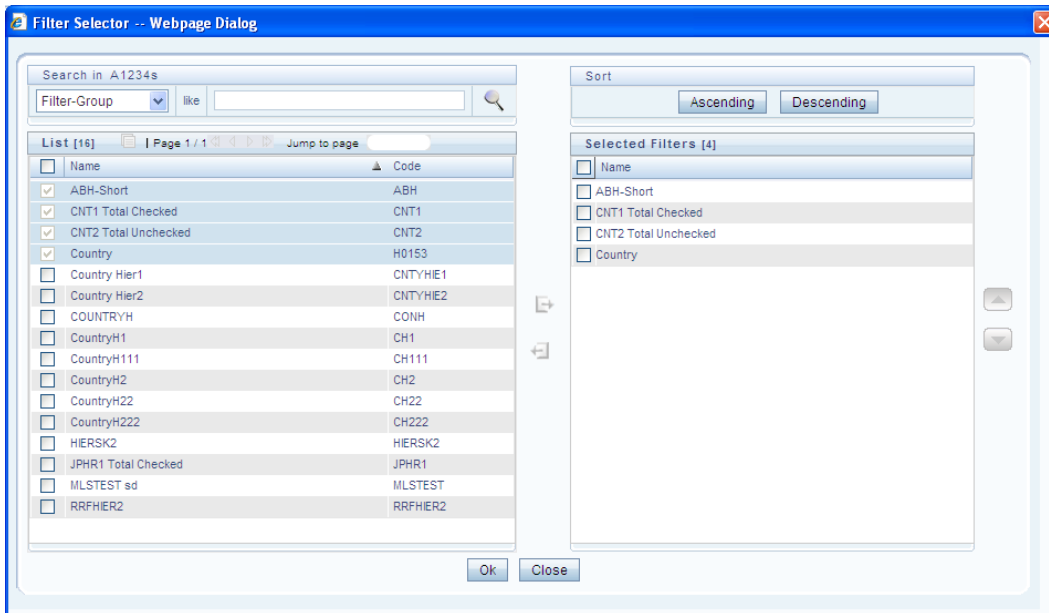 Filter Selector -- Webpage Dialog
Search in A1234s
Filter-Group like
Sort
Ascending Descending
List [16] Page 1 / 1 Jump to page
Name Code
ABH-Short ABH
CNT1 Total Checked CNT1
CNT2 Total Unchecked CNT2
Country H0153
Country Hier1 CNTYHIE1
Country Hier2 CNTYHIE2
COUNTRYH CONH
CountryH1 CH1
CountryH111 CH111
CountryH2 CH2
CountryH22 CH22
CountryH222 CH222
HIERSK2 HIERSK2
JPHR1 Total Checked JPHR1
MLSTEST sd MLSTEST
RRFHIER2 RRFHIER2
Selected Filters [4]
Name
ABH-Short
CNT1 Total Checked
CNT2 Total Unchecked
Country
Ok Close